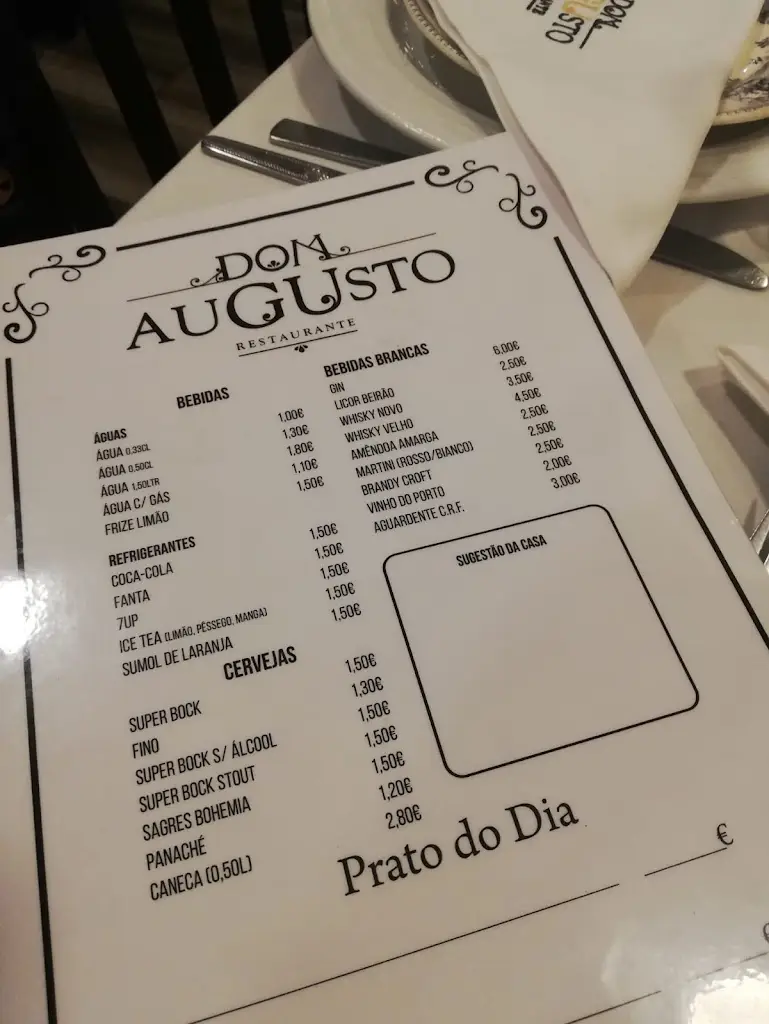 DOM
AUGUSTO
RESTAURANTE
BEBIDAS
ÁGUAS
ÁGUA 0.33CL 1,00€
ÁGUA 0.50CL 1,30€
ÁGUA 1,50LTR 1,80€
ÁGUA C/ GÁS 1,10€
FRIZE LIMÃO 1,50€
REFRIGERANTES
COCA-COLA 1,50€
FANTA 1,50€
7UP 1,50€
ICE TEA (LIMÃO, PÊSSEGO, MANGA) 1,50€
SUMOL DE LARANJA 1,50€
CERVEJAS
SUPER BOCK 1,50€
FINO 1,30€
SUPER BOCK S/ ÁLCOOL 1,50€
SUPER BOCK STOUT 1,50€
SAGRES BOHEMIA 1,50€
PANACHÉ 1,20€
CANECA (0,50L) 2,80€
BEBIDAS BRANCAS
GIN 6,00€
LICOR BEIRÃO 2,50€
WHISKY NOVO 3,50€
WHISKY VELHO 4,50€
AMÊNDOA AMARGA 2,50€
MARTINI (ROSSO/BIANCO) 2,50€
BRANDY CROFT 2,50€
VINHO DO PORTO 2,00€
AGUARDENTE C.R.F. 3,00€
SUGESTÃO DA CASA
Prato do Dia
€
DOM